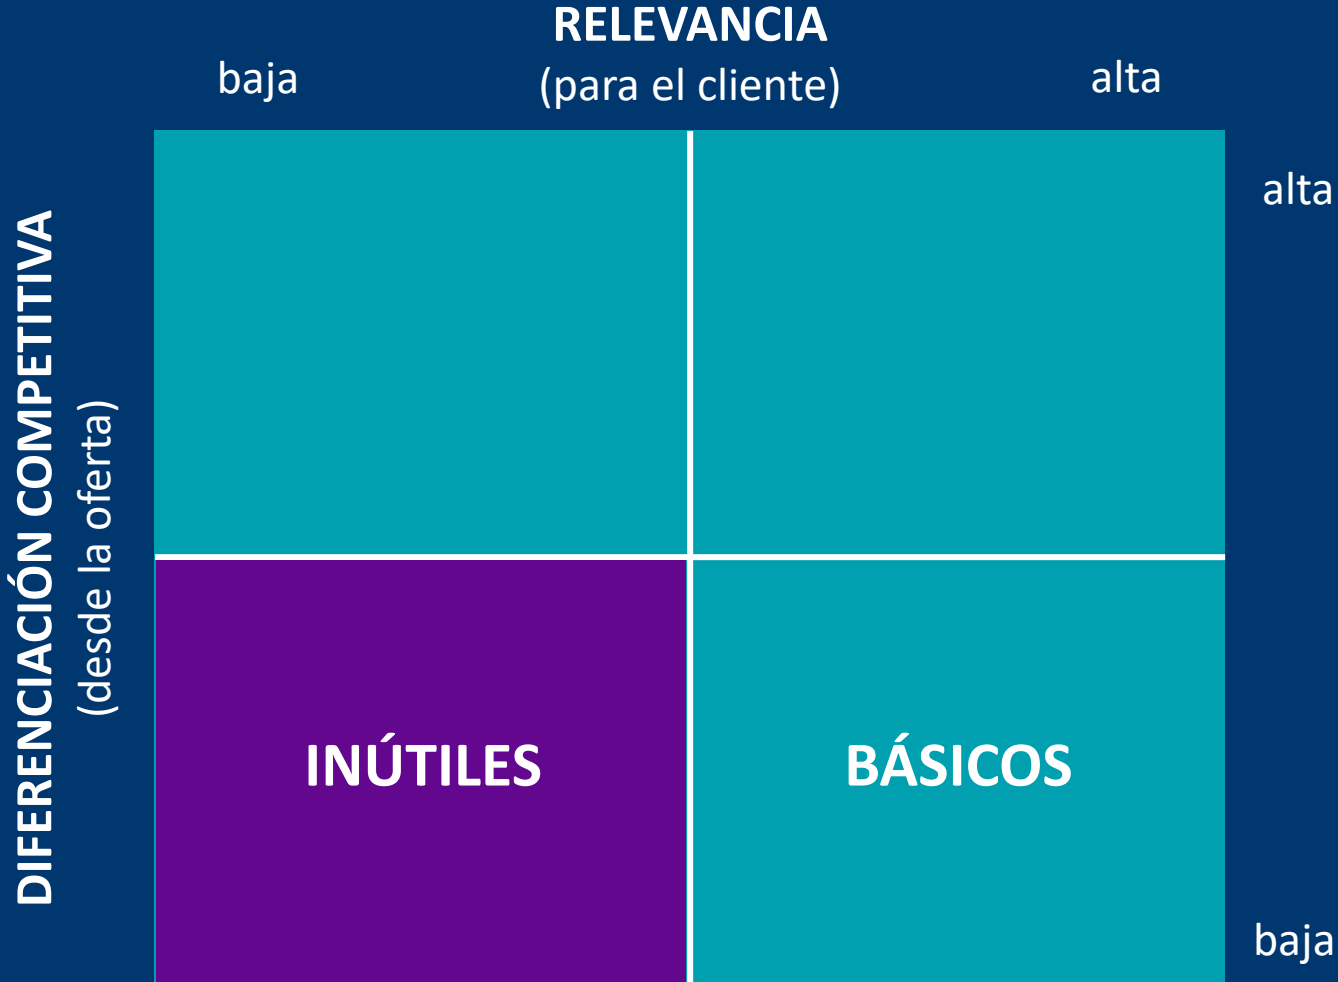 RELEVANCIA
baja
(para el cliente)
alta
alta
DIFERENCIACIÓN COMPETITIVA
(desde la oferta)
INÚTILES
BÁSICOS
baja